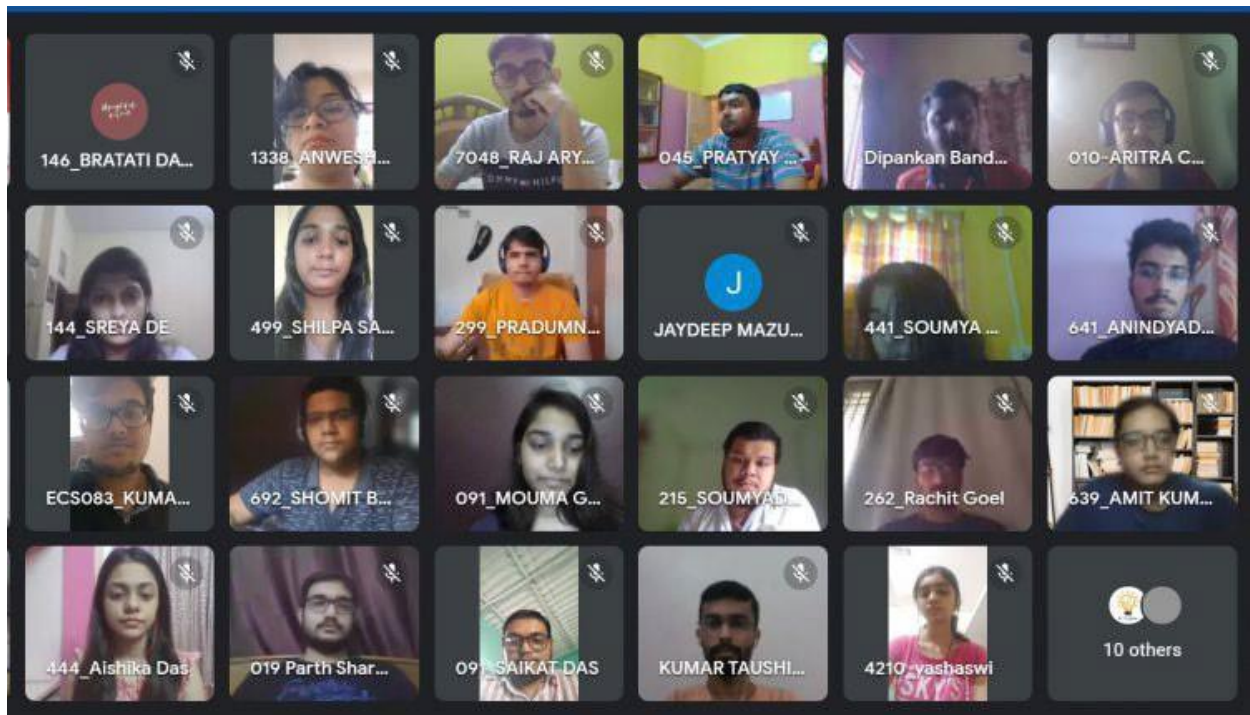 146_BRATATI DA...
1338_ANWESH...
7048_RAJ ARY...
045_PRATYAY ...
Dipankan Band...
010-ARITRA C...
144_SREYA DE
499_SHILPA SA...
299_PRADUMN...
J
JAYDEEP MAZU...
441_SOUMYA ...
641_ANINDYAD...
ECS083_KUMA...
692_SHOMIT B...
091_MOUMA G...
215_SOUMYAD...
262_Rachit Goel
639_AMIT KUM...
444_Aishika Das
019 Parth Shar...
091_SAIKAT DAS
KUMAR TAUSHI...
4210_yashaswi
SKYS
10 others